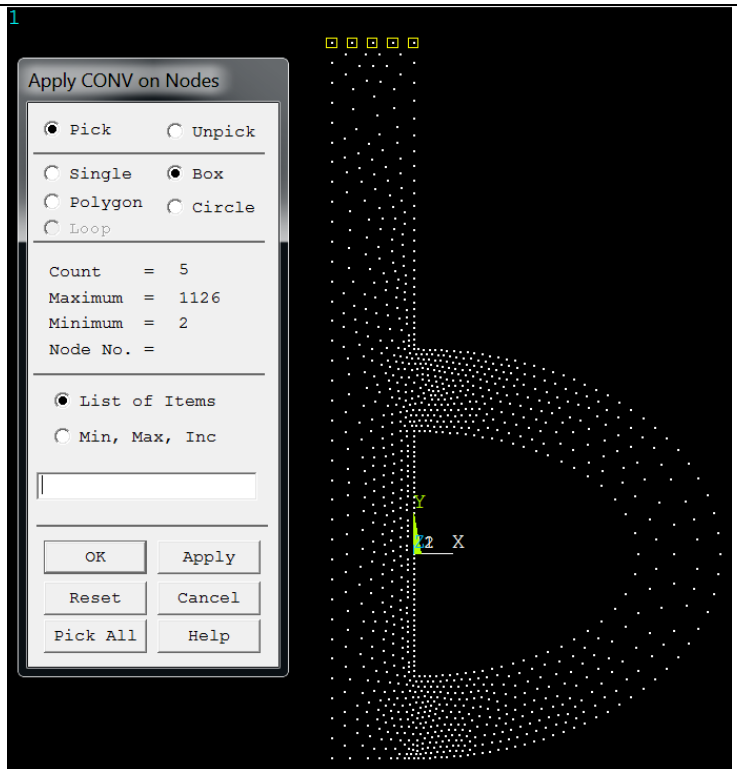 1
Apply CONV on Nodes
Pick Unpick
Single Box
Polygon Circle
Loop
Count = 5
Maximum = 1126
Minimum = 2
Node No. =
List of Items
Min, Max, Inc
OK Apply
Reset Cancel
Pick All Help
Y
X